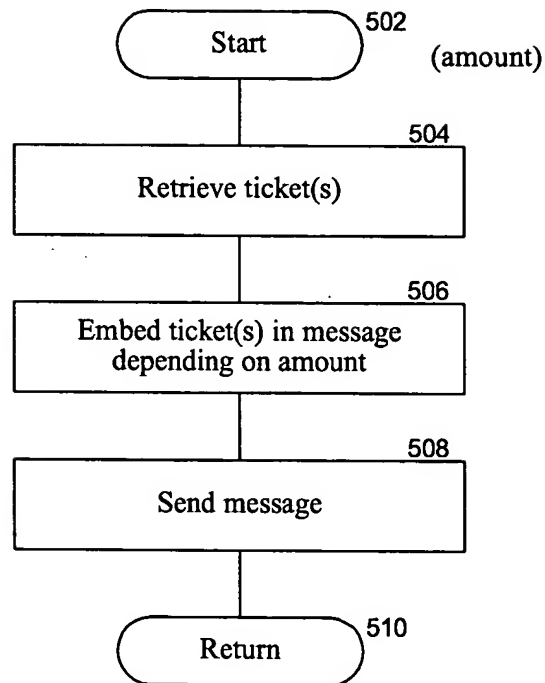 Start
502
(amount)
504
Retrieve ticket(s)
506
Embed ticket(s) in message
depending on amount
508
Send message
510
Return